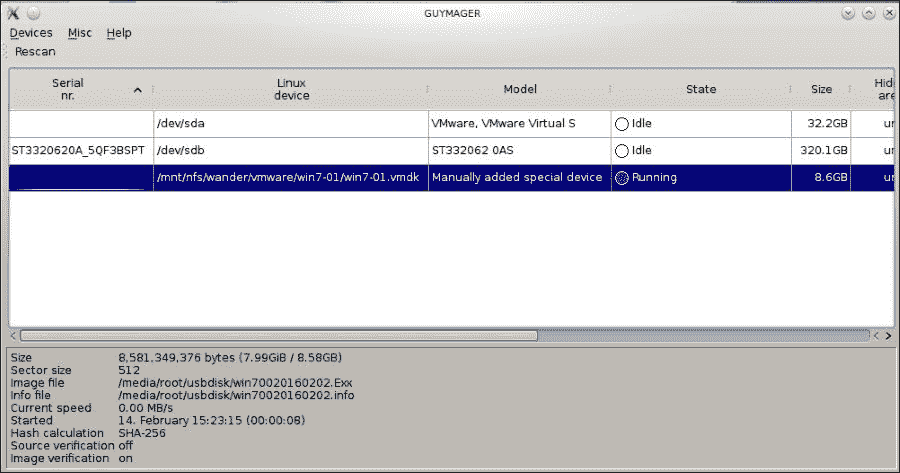 GUYMAGER
Devices Misc Help
Rescan
Serial nr. Linux device Model State Size Hid are
/dev/sda VMware, VMware Virtual S Idle 32.2GB un
ST3320620A_5QF3BSPT /dev/sdb ST332062 0AS Idle 320.1GB un
/mnt/nfs/wander/vmware/win7-01/win7-01.vmdk Manually added special device Running 8.6GB un
Size 8,581,349,376 bytes (7.99GiB / 8.58GB)
Sector size 512
Image file /media/root/usbdisk/win70020160202.Exx
Info file /media/root/usbdisk/win70020160202.info
Current speed 0.00 MB/s
Started 14. February 15:23:15 (00:00:08)
Hash calculation SHA-256
Source verification off
Image verification on